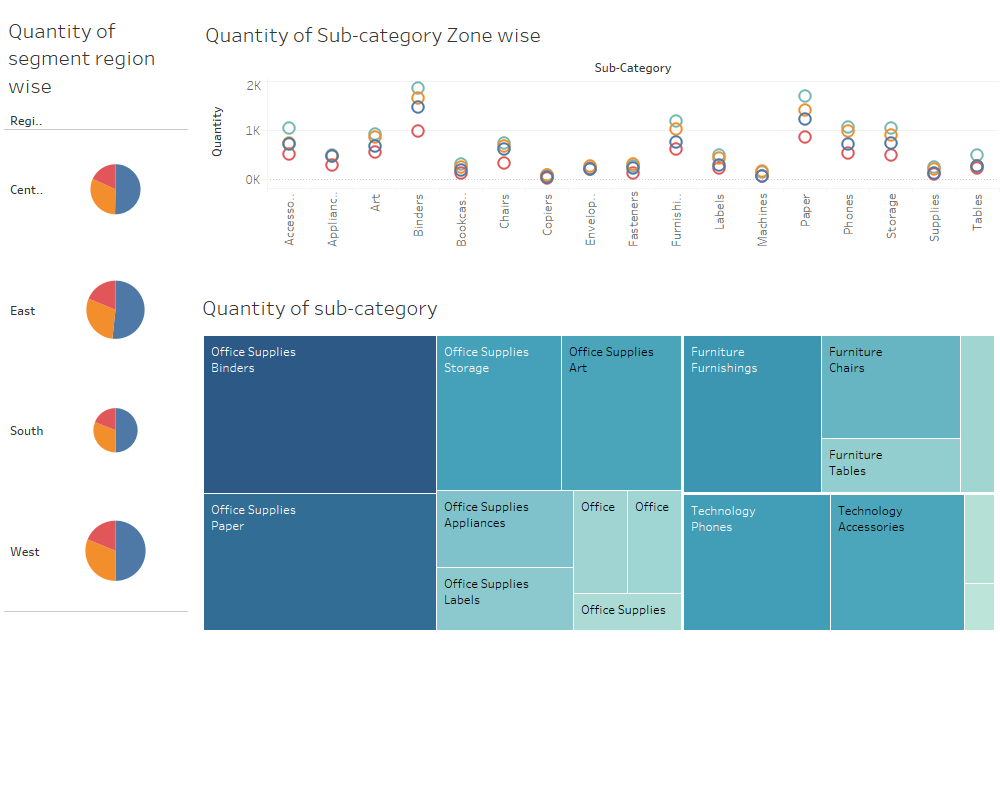 Quantity of
segment region
wise
Regi..
Cent..
East
South
West
Quantity of Sub-category Zone wise
Sub-Category
Quantity
2K
1K
0K
Accesso..
Applianc..
Art
Binders
Bookcas..
Chairs
Copiers
Envelop..
Fasteners
Furnishi..
Labels
Machines
Paper
Phones
Storage
Supplies
Tables
Quantity of sub-category
Office Supplies
Binders
Office Supplies
Storage
Office Supplies
Art
Furniture
Furnishings
Furniture
Chairs
Furniture
Tables
Office Supplies
Paper
Office Supplies
Appliances
Office
Office
Office Supplies
Labels
Office Supplies
Technology
Phones
Technology
Accessories